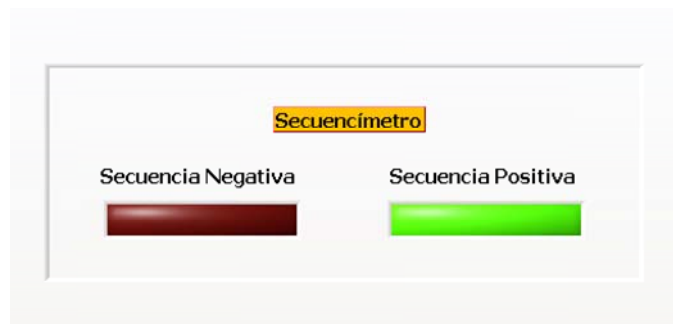 Secuencímetro
Secuencia Negativa
Secuencia Positiva